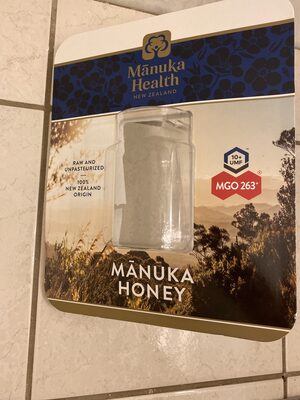 Mānuka
Health
NEW ZEALAND
RAW AND
UNPASTEURIZED
100%
NEW ZEALAND
ORIGIN
10+
UMF
MGO 263+
MĀNUKA
HONEY